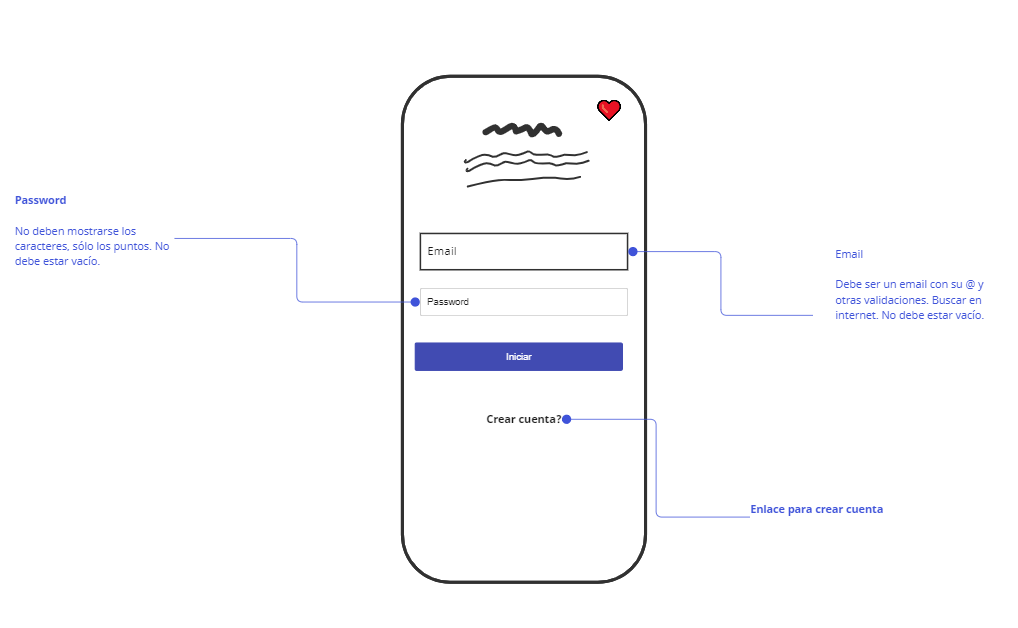 Password
No deben mostrarse los
caracteres, sólo los puntos. No
debe estar vacío.
Email
Password
Iniciar
Crear cuenta?
Email
Debe ser un email con su @ y
otras validaciones. Buscar en
internet. No debe estar vacío.
Enlace para crear cuenta